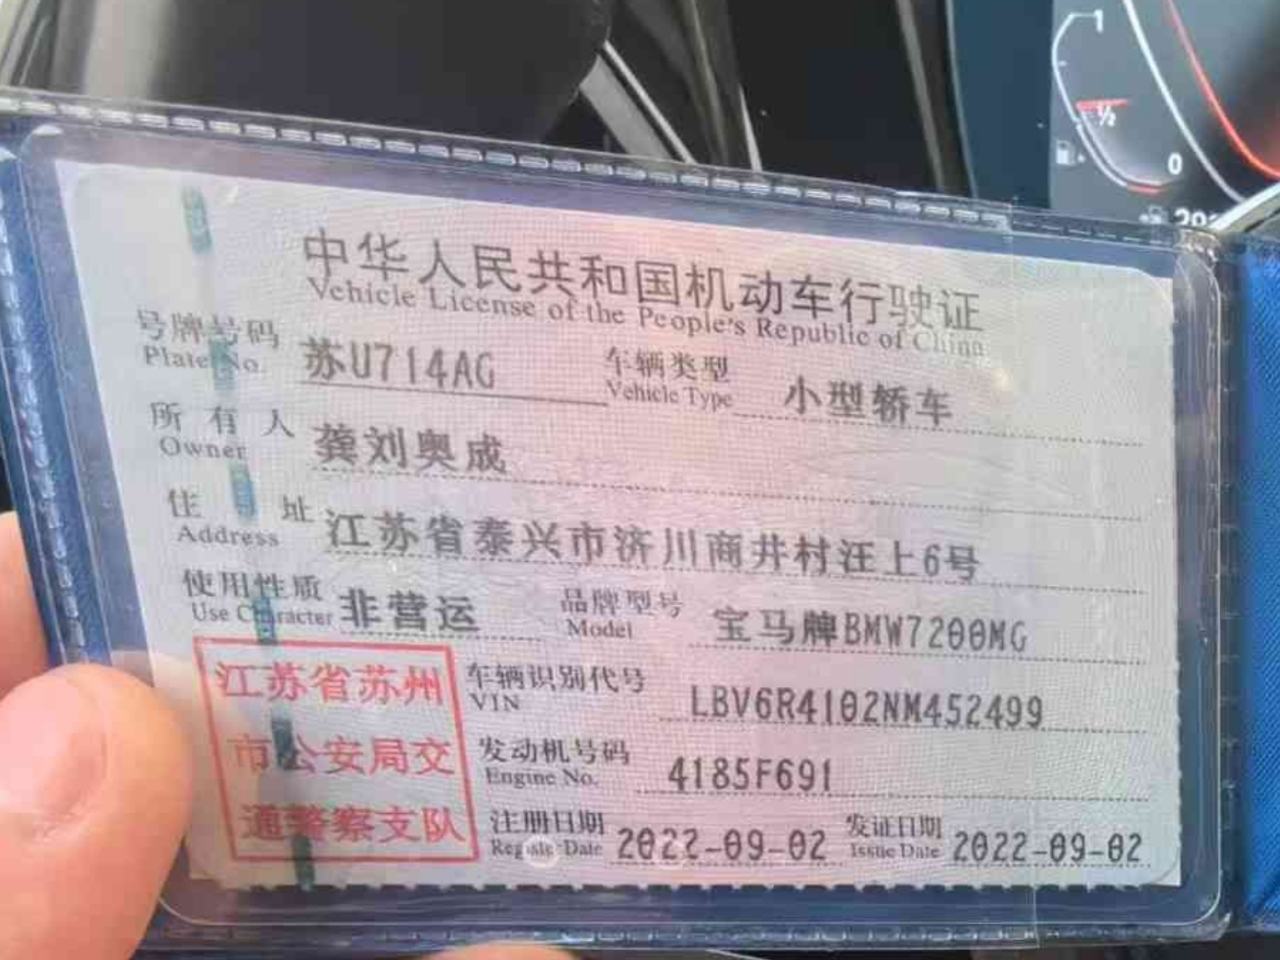 中华人民共和国机动车行驶证
Vehicle License of the People's Republic of China
号牌号码 苏U714AG 车辆类型 小型轿车
Plate No. Vehicle Type
所有人 龚刘奥成
Owner
住址 江苏省泰兴市济川商井村汪上6号
Address
使用性质 非营运 品牌型号 宝马牌BMW7200MG
Use Character Model
江苏省苏州
市公安局交
通警察支队
车辆识别代号 LBV6R4102NM452499
VIN
发动机号码 4185F691
Engine No.
注册日期 2022-09-02 发证日期 2022-09-02
Register Date Issue Date
1
½
0